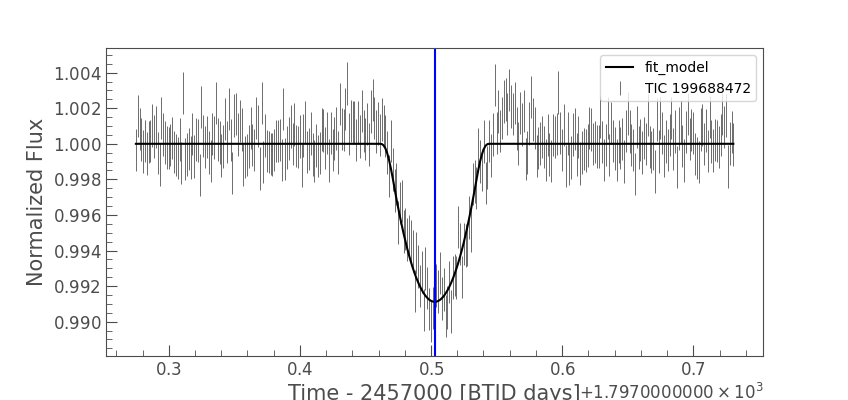 1.004
1.002
1.000
0.998
0.996
0.994
0.992
0.990
Normalized Flux
fit_model
TIC 199688472
0.3 0.4 0.5 0.6 0.7
Time - 2457000 [BTJD days] +1.7970000000 × 10³